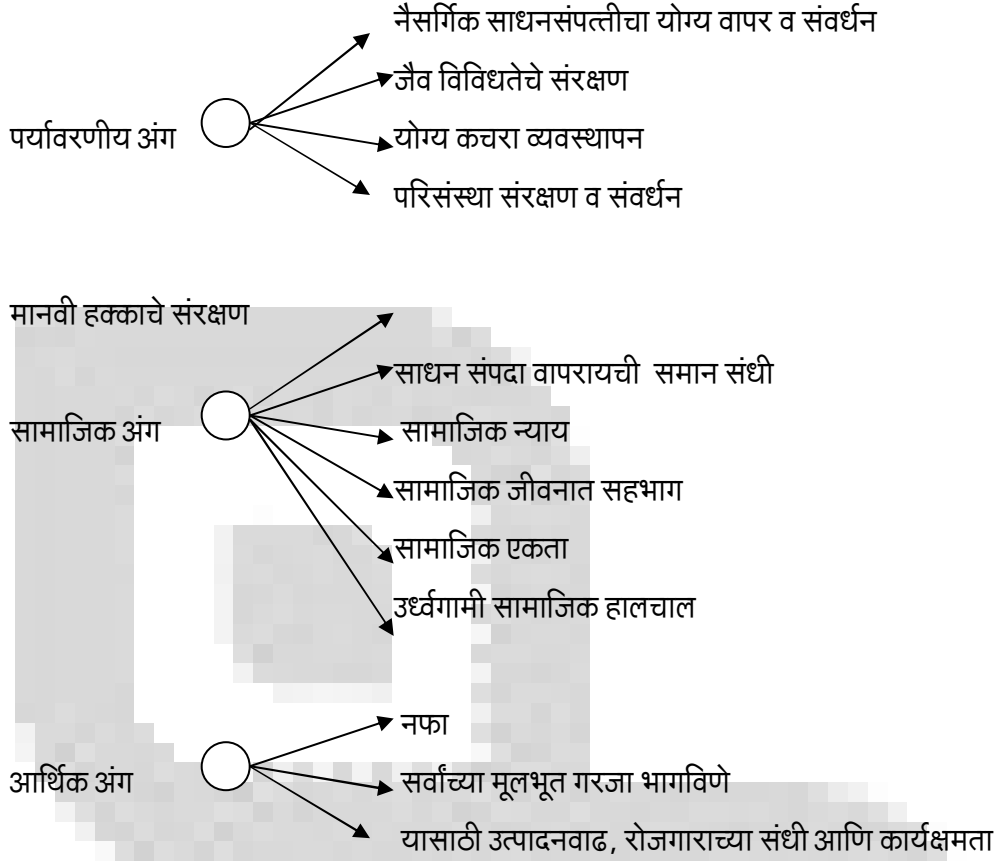 नैसर्गिक साधनसंपत्तीचा योग्य वापर व संवर्धन
जैव विविधतेचे संरक्षण
पर्यावरणीय अंग
योग्य कचरा व्यवस्थापन
परिसंस्था संरक्षण व संवर्धन
मानवी हक्काचे संरक्षण
साधन संपदा वापरायची समान संधी
सामाजिक अंग
सामाजिक न्याय
सामाजिक जीवनात सहभाग
सामाजिक एकता
उर्ध्वगामी सामाजिक हालचाल
नफा
आर्थिक अंग
सर्वांच्या मूलभूत गरजा भागविणे
यासाठी उत्पादनवाढ, रोजगाराच्या संधी आणि कार्यक्षमता